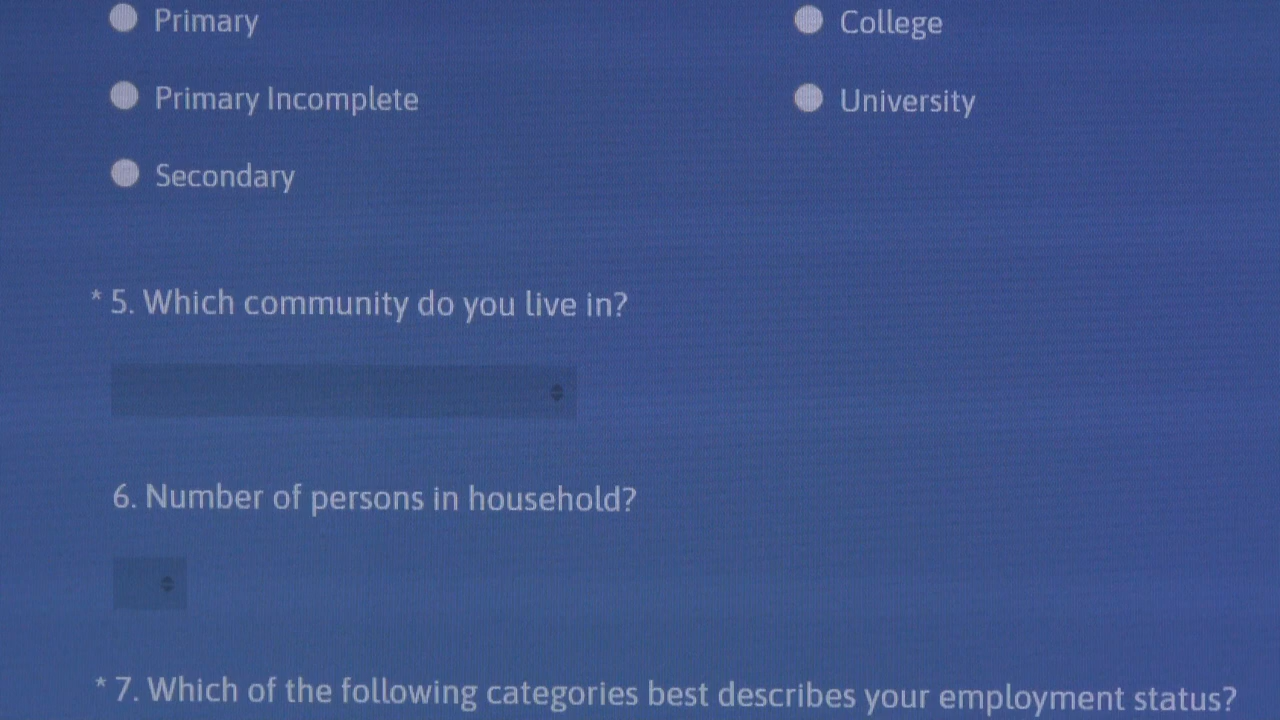 Primary
College
Primary Incomplete
University
Secondary
* 5. Which community do you live in?
6. Number of persons in household?
* 7. Which of the following categories best describes your employment status?